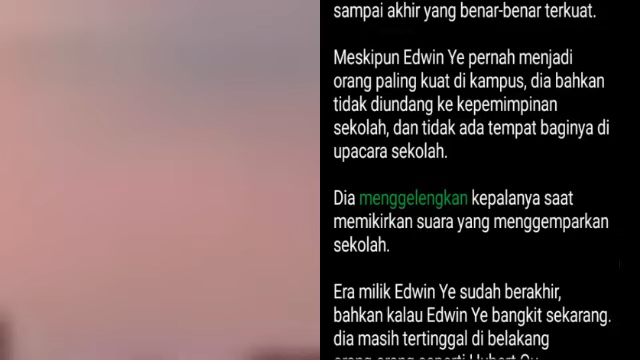 sampai akhir yang benar-benar terkuat.
Meskipun Edwin Ye pernah menjadi
orang paling kuat di kampus, dia bahkan
tidak diundang ke kepemimpinan
sekolah, dan tidak ada tempat baginya di
upacara sekolah.
Dia menggelengkan kepalanya saat
memikirkan suara yang menggemparkan
sekolah.
Era milik Edwin Ye sudah berakhir,
bahkan kalau Edwin Ye bangkit sekarang.
dia masih tertinggal di belakang